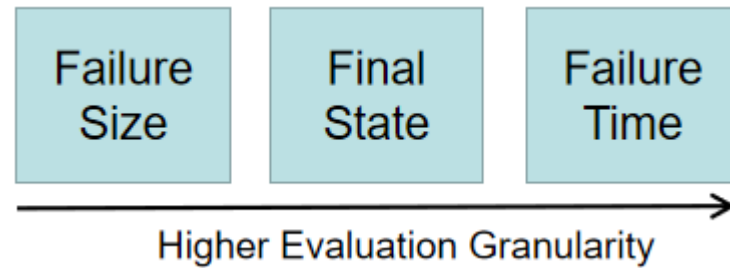 Failure
Size
Final
State
Failure
Time
Higher Evaluation Granularity